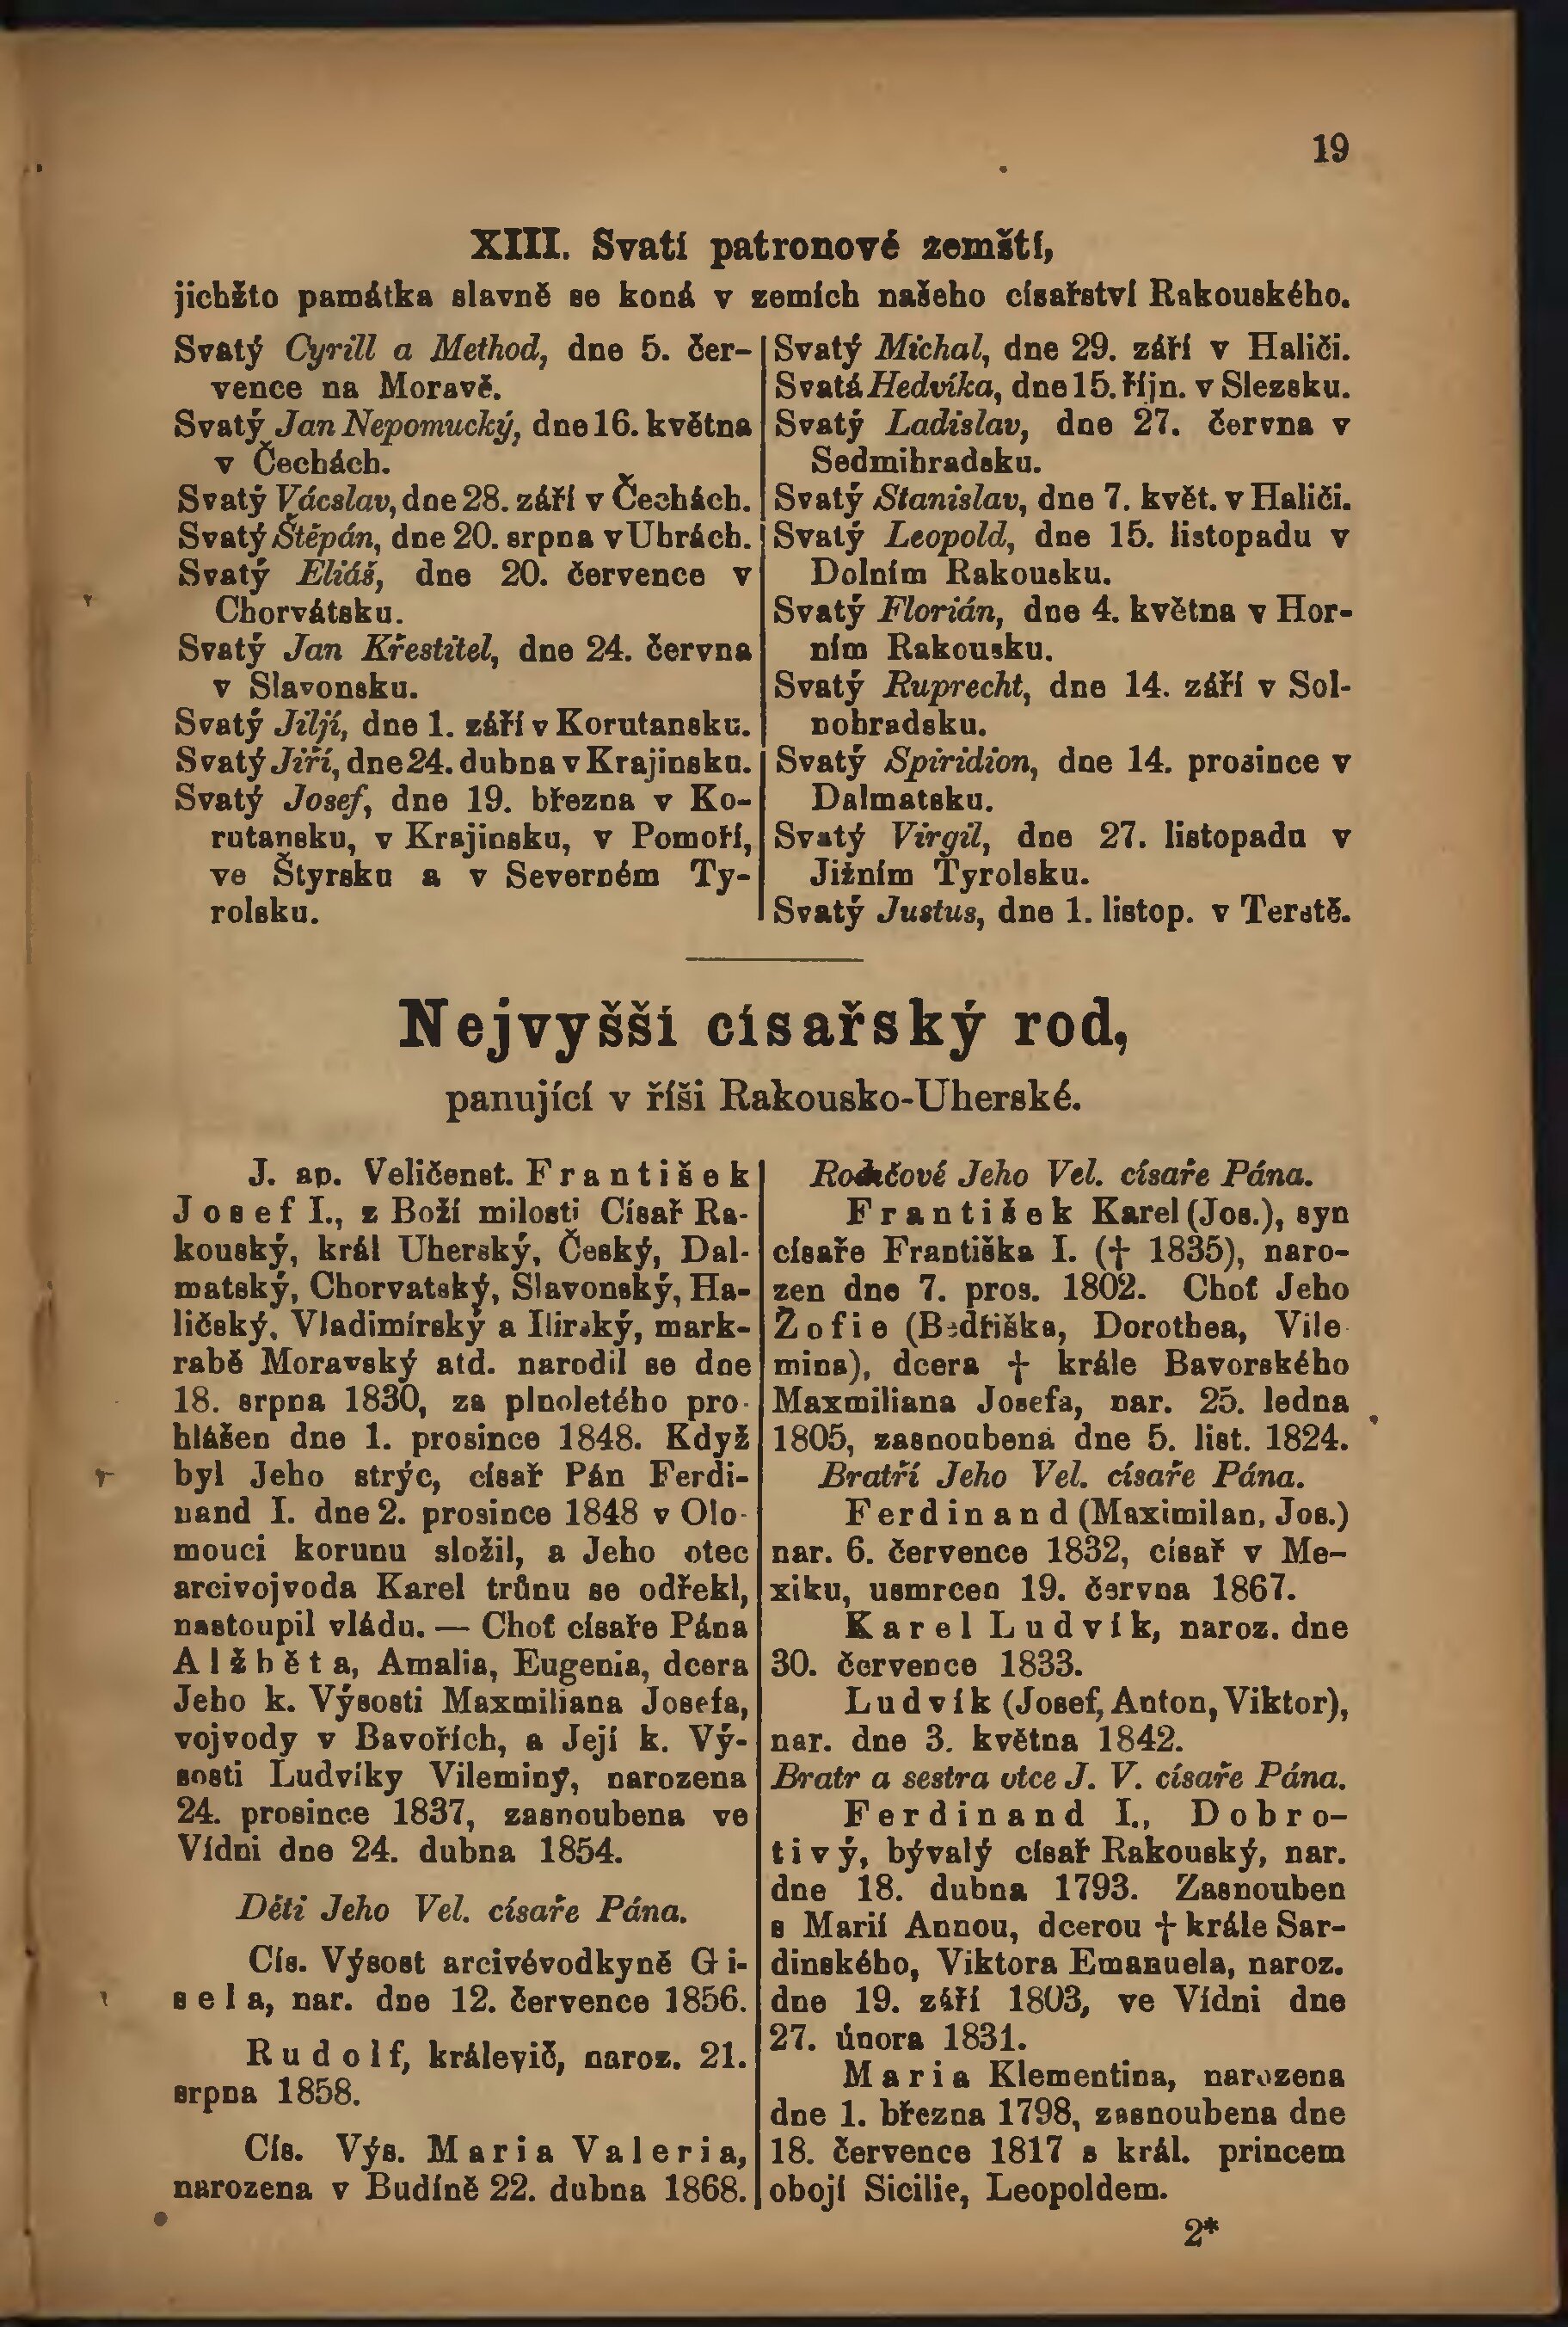 19
XIII. Svatí patronové zemští,
jichžto památka slavně se koná v zemích našeho císařství Rakouského.
Svatý Cyrill a Method, dne 5. čer-
vence na Moravě.
Svatý Jan Nepomucký, dne 16. května
v Čechách.
Svatý Vácslav, dne 28. září v Čechách.
Svatý Štěpán, dne 20. srpna v Uhrách.
Svatý Eliáš, dne 20. července v
Chorvátsku.
Svatý Jan Křestitel, dne 24. června
v Slavonsku.
Svatý Jiljí, dne 1. září v Korutansku.
Svatý Jiří, dne 24. dubna v Krajinsku.
Svatý Josef, dne 19. března v Ko-
rutansku, v Krajinsku, v Pomoří,
ve Štyrsku a v Severném Ty-
rolsku.
Svatý Michal, dne 29. září v Haliči.
Svatá Hedvika, dne 15. říjn. v Slezsku.
Svatý Ladislav, dne 27. června v
Sedmihradsku.
Svatý Stanislav, dne 7. květ. v Haliči.
Svatý Leopold, dne 15. listopadu v
Dolním Rakousku.
Svatý Florián, dne 4. května v Hor-
ním Rakousku.
Svatý Ruprecht, dne 14. září v Sol-
nohradsku.
Svatý Spiridion, dne 14. prosince v
Dalmatsku.
Svatý Virgil, dne 27. listopadu v
Jižním Tyrolsku.
Svatý Justus, dne 1. listop. v Terstě.
Nejvyšší císařský rod,
panující v říši Rakousko-Uherské.
J. ap. Veličenst. František
Josef I., z Boží milosti Císař Ra-
kouský, král Uherský, Český, Dal-
matský, Chorvatský, Slavonský, Ha-
ličský, Vladimírský a Ilirský, mark-
rabě Moravský atd. narodil se dne
18. srpna 1830, za plnoletého pro-
hlášen dne 1. prosince 1848. Když
byl Jeho strýc, císař Pán Ferdi-
nand I. dne 2. prosince 1848 v Olo-
mouci korunu složil, a Jeho otec
arcivojvoda Karel trůnu se odřekl,
nastoupil vládu. — Choť císaře Pána
Alžběta, Amalia, Eugenia, dcera
Jeho k. Výsosti Maxmiliana Josefa,
vojvody v Bavořích, a Její k. Vý-
sosti Ludvíky Vileminy, narozena
24. prosince 1837, zasnoubena ve
Vídni dne 24. dubna 1854.
Děti Jeho Vel. císaře Pána.
Cís. Výsost arcivévodkyně Gi-
sela, nar. dne 12. července 1856.
Rudolf, králevič, naroz. 21.
srpna 1858.
Cís. Výs. Maria Valeria,
narozena v Budíně 22. dubna 1868.
Rodičové Jeho Vel. císaře Pána.
František Karel (Jos.), syn
císaře Františka I. († 1835), naro-
zen dne 7. pros. 1802. Choť Jeho
Žofie (Bedřiška, Dorothea, Vile-
mina), dcera † krále Bavorského
Maxmiliana Josefa, nar. 25. ledna
1805, zasnoubena dne 5. list. 1824.
Bratří Jeho Vel. císaře Pána.
Ferdinand (Maximilan, Jos.)
nar. 6. července 1832, císař v Me-
xiku, usmrcen 19. června 1867.
Karel Ludvík, naroz. dne
30. července 1833.
Ludvík (Josef, Anton, Viktor),
nar. dne 3. května 1842.
Bratr a sestra otce J. V. císaře Pána.
Ferdinand I., Dobro-
tivý, bývalý císař Rakouský, nar.
dne 18. dubna 1793. Zasnouben
s Marií Annou, dcerou † krále Sar-
dinského, Viktora Emanuela, naroz.
dne 19. září 1803, ve Vídni dne
27. února 1831.
Maria Klementina, narozena
dne 1. března 1798, zasnoubena dne
18. července 1817 s král. princem
obojí Sicilie, Leopoldem.
2*